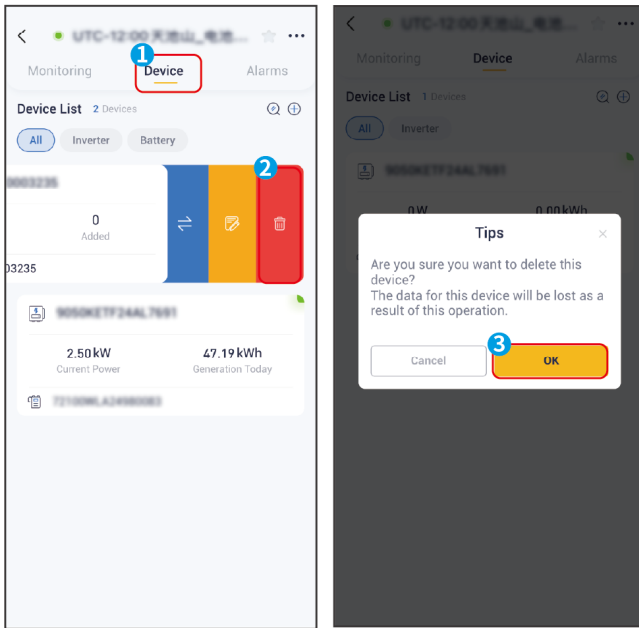 UTC-12:00 天池山_电池...
1
Monitoring
Device
Alarms
Device List 2 Devices
All
Inverter
Battery
2
0003235
0
Added
03235
9050KETF24AL7691
2.50kW
47.19kWh
Current Power
Generation Today
UTC-12:00 天池山_电池...
Monitoring
Device
Alarms
Device List 1 Devices
All
Inverter
9050KETF24AL7691
0W
0.00kWh
Tips
Are you sure you want to delete this
device?
The data for this device will be lost as a
result of this operation.
3
Cancel
OK